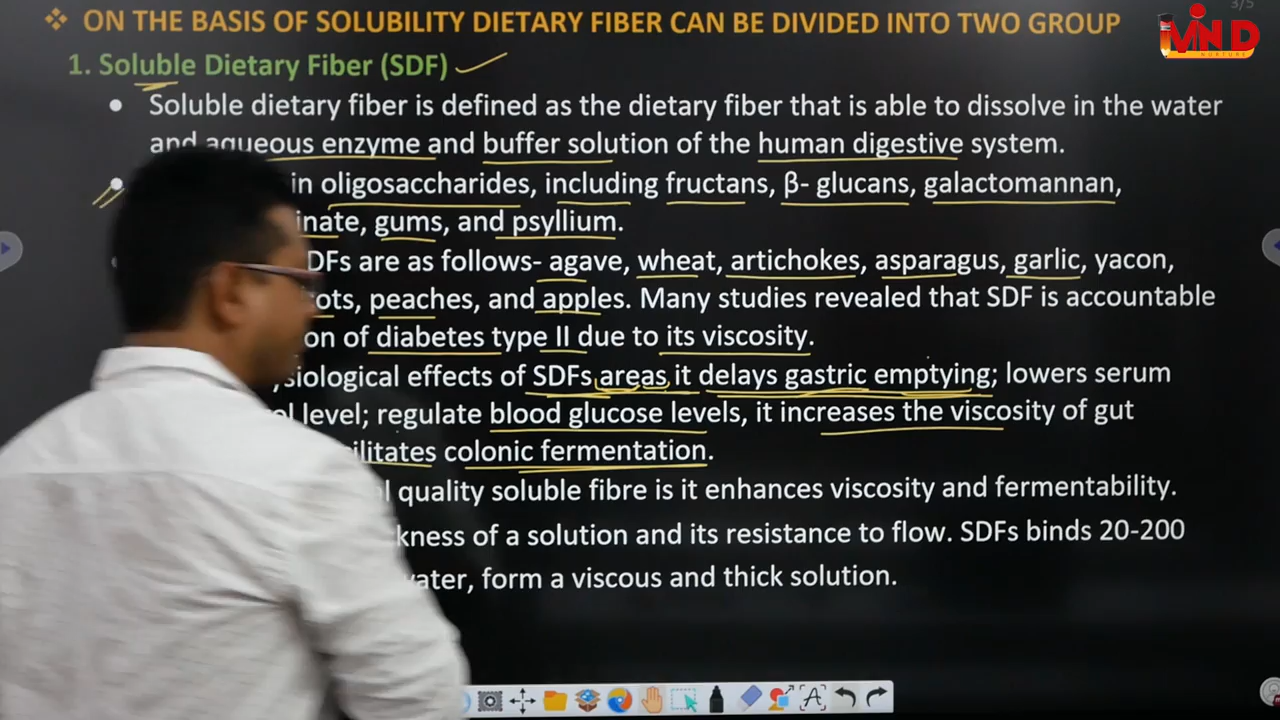 ❖ ON THE BASIS OF SOLUBILITY DIETARY FIBER CAN BE DIVIDED INTO TWO GROUP
3/5
MIND
NURTURE
1. Soluble Dietary Fiber (SDF)
• Soluble dietary fiber is defined as the dietary fiber that is able to dissolve in the water
and aqueous enzyme and buffer solution of the human digestive system.
• in oligosaccharides, including fructans, β- glucans, galactomannan,
inate, gums, and psyllium.
DFs are as follows- agave, wheat, artichokes, asparagus, garlic, yacon,
ots, peaches, and apples. Many studies revealed that SDF is accountable
on of diabetes type II due to its viscosity.
siological effects of SDFs areas it delays gastric emptying; lowers serum
level; regulate blood glucose levels, it increases the viscosity of gut
ilitates colonic fermentation.
quality soluble fibre is it enhances viscosity and fermentability.
kness of a solution and its resistance to flow. SDFs binds 20-200
water, form a viscous and thick solution.